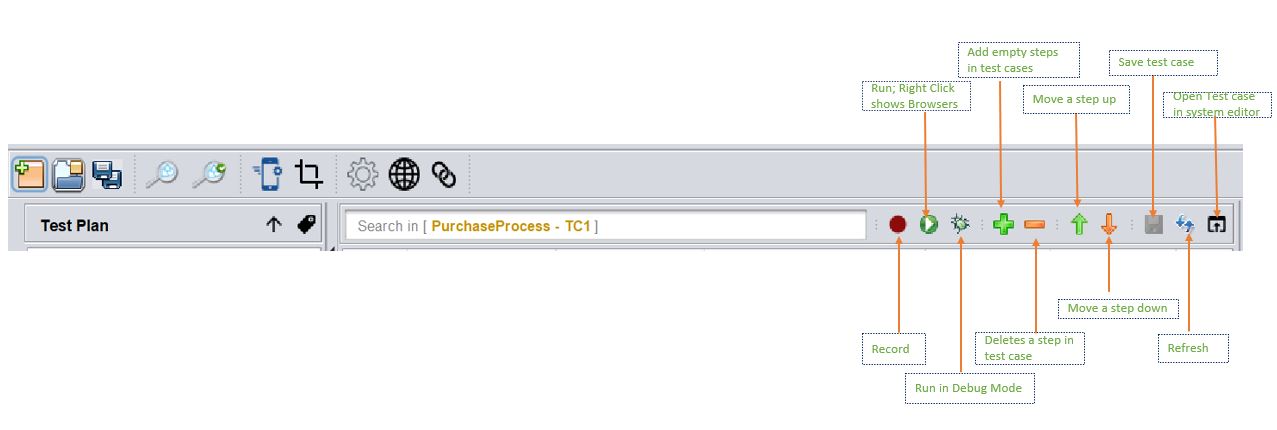 Add empty steps
in test cases
Save test case
Run; Right Click
shows Browsers
Move a step up
Open Test case
in system editor
Test Plan
Search in [ PurchaseProcess - TC1 ]
Move a step down
Record
Deletes a step in
test case
Refresh
Run in Debug Mode